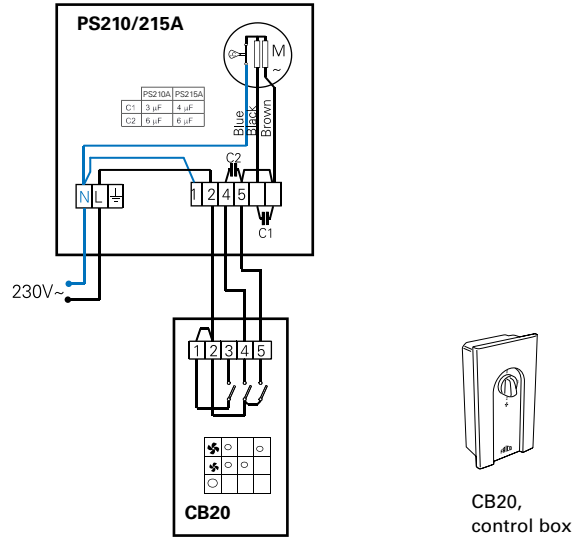 PS210/215A
M
~
PS210A PS215A
C1 3 µF 4 µF
C2 6 µF 6 µF
Blue
Black
Brown
C2
N L
1 2 4 5
C1
230V~
1 2 3 4 5
CB20
CB20,
control box